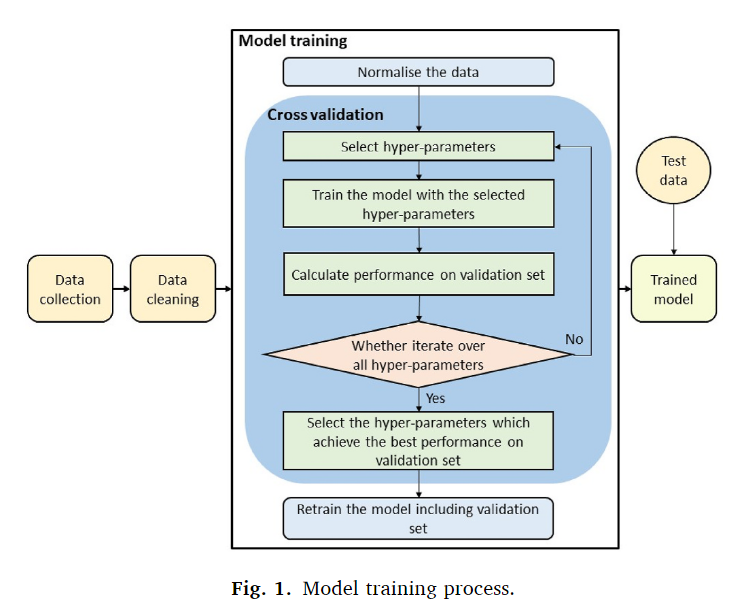 Model training
Normalise the data
Cross validation
Select hyper-parameters
Train the model with the selected
hyper-parameters
Calculate performance on validation set
Whether iterate over
all hyper-parameters
No
Yes
Select the hyper-parameters which
achieve the best performance on
validation set
Retrain the model including validation
set
Data
collection
Data
cleaning
Test
data
Trained
model
Fig. 1. Model training process.